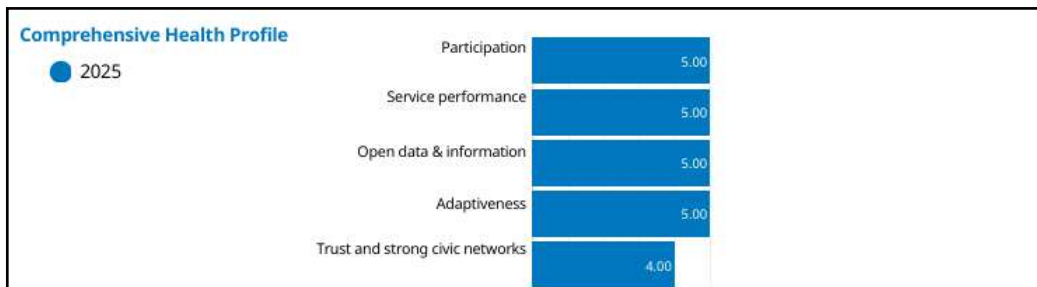 Comprehensive Health Profile
2025
Participation
5.00
Service performance
5.00
Open data & information
5.00
Adaptiveness
5.00
Trust and strong civic networks
4.00